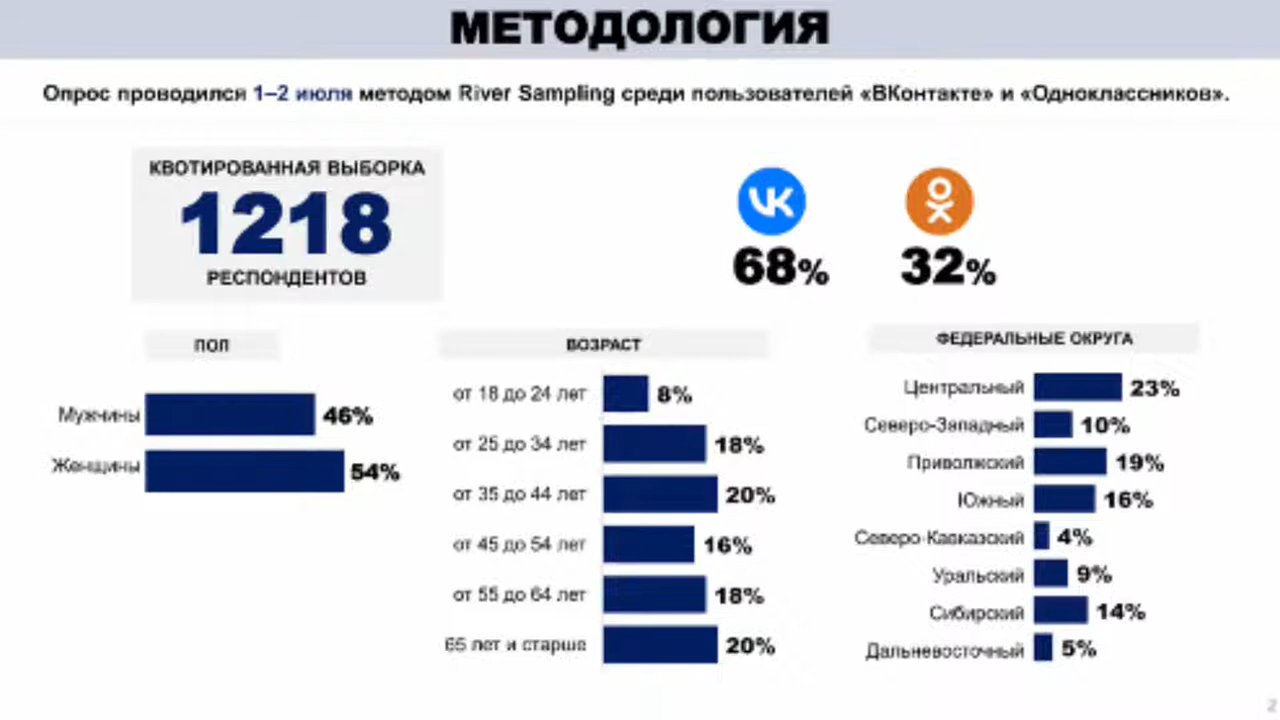 МЕТОДОЛОГИЯ
Опрос проводился 1–2 июля методом River Sampling среди пользователей «ВКонтакте» и «Одноклассников».
КВОТИРОВАННАЯ ВЫБОРКА
1218
РЕСПОНДЕНТОВ
68%
32%
ПОЛ
Мужчины 46%
Женщины 54%
ВОЗРАСТ
от 18 до 24 лет 8%
от 25 до 34 лет 18%
от 35 до 44 лет 20%
от 45 до 54 лет 16%
от 55 до 64 лет 18%
65 лет и старше 20%
ФЕДЕРАЛЬНЫЕ ОКРУГА
Центральный 23%
Северо-Западный 10%
Приволжский 19%
Южный 16%
Северо-Кавказский 4%
Уральский 9%
Сибирский 14%
Дальневосточный 5%
2